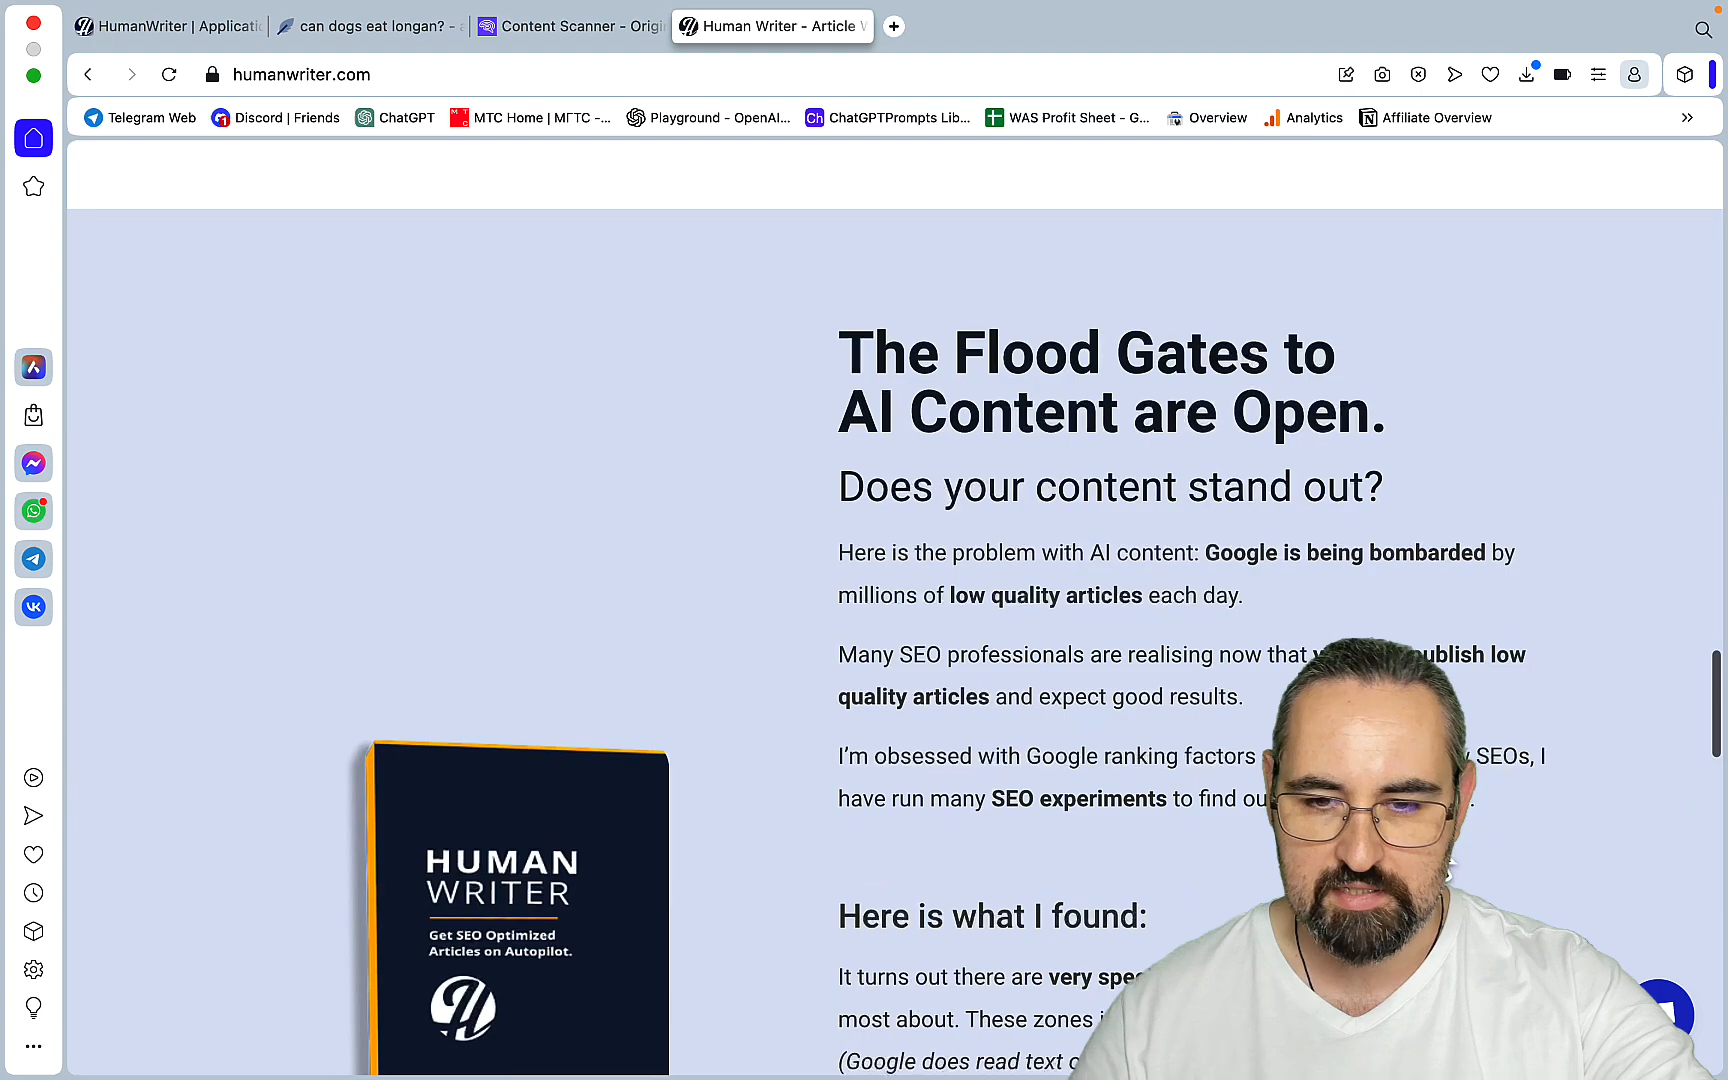 HumanWriter | Applicatio
can dogs eat longan? - a
Content Scanner - Origi
Human Writer - Article W
humanwriter.com
Telegram Web
Discord | Friends
ChatGPT
MTC
MTC Home | МГТС -...
Playground - OpenAI...
Ch
ChatGPTPrompts Lib...
WAS Profit Sheet - G...
Overview
Analytics
Affiliate Overview
The Flood Gates to
AI Content are Open.
Does your content stand out?
Here is the problem with AI content: Google is being bombarded by
millions of low quality articles each day.
Many SEO professionals are realising now that publish low
quality articles and expect good results.
I'm obsessed with Google ranking factors SEOs, I
have run many SEO experiments to find
Here is what I found:
It turns out there are very
most about. These zones
(Google does read text
HUMAN
WRITER
Get SEO Optimized
Articles on Autopilot.